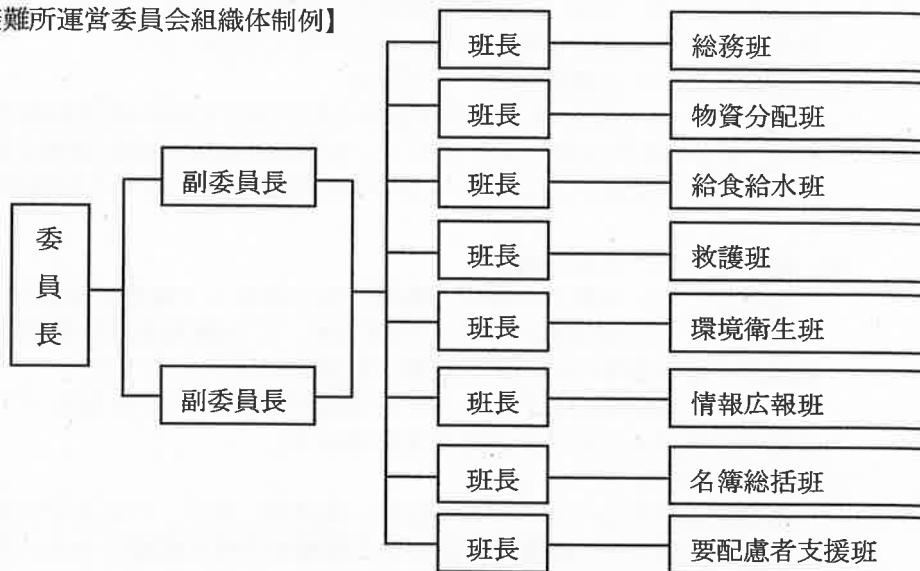 難所運営委員会組織体制例】
班長 総務班
班長 物資分配班
副委員長
班長 給食給水班
委員長
班長 救護班
班長 環境衛生班
副委員長
班長 情報広報班
班長 名簿総括班
班長 要配慮者支援班